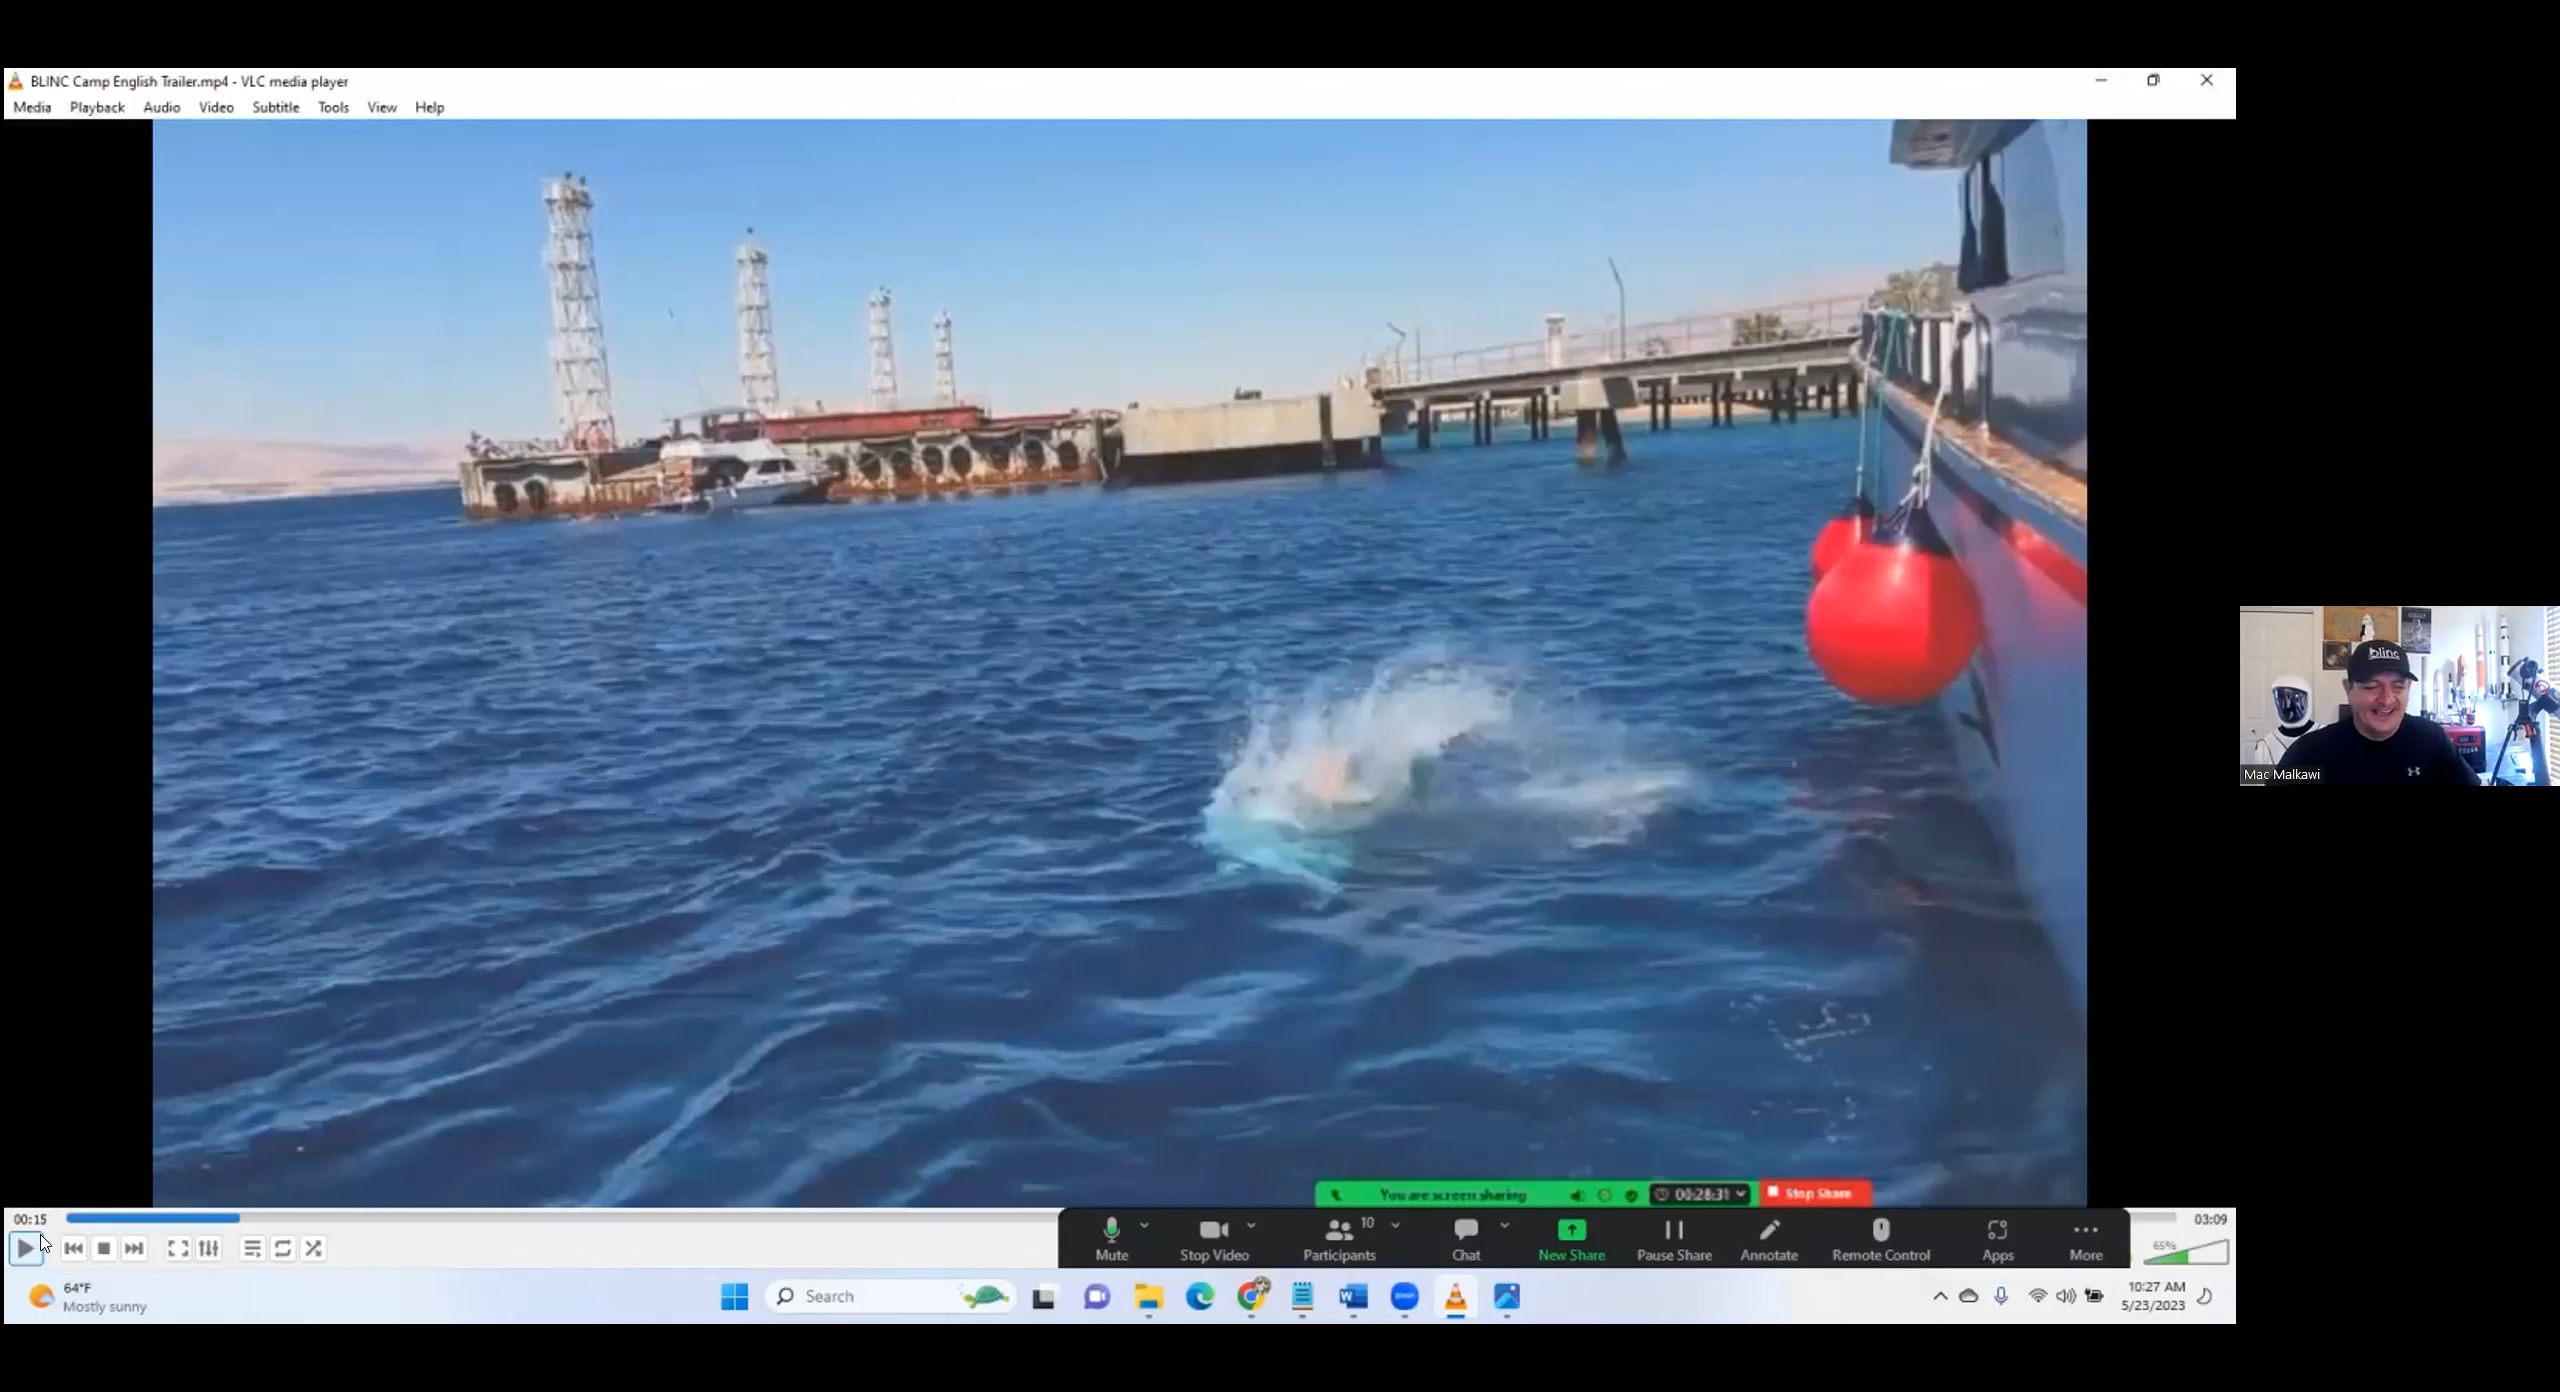 BLINC Camp English Trailer.mp4 - VLC media player
Media Playback Audio Video Subtitle Tools View Help
blinc
Mac Malkawi
You are screen sharing 00:28:31 Stop Share
00:15
03:09
Mute Stop Video Participants 10 Chat New Share Pause Share Annotate Remote Control Apps More
65%
64°F
Mostly sunny
Search
zoom
10:27 AM
5/23/2023